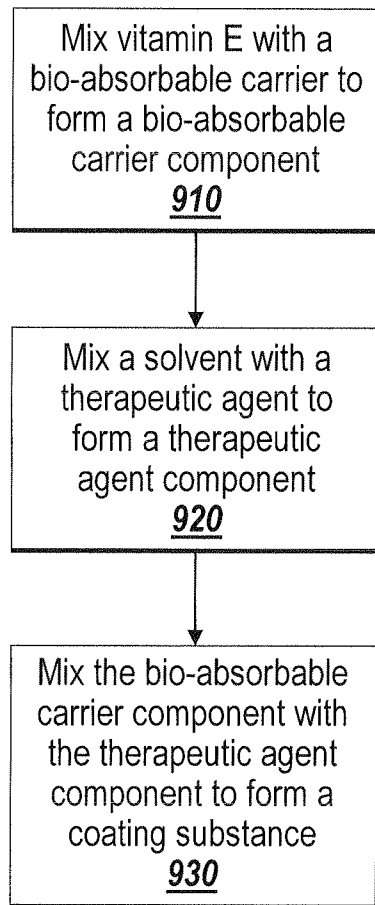 Mix vitamin E with a
bio-absorbable carrier to
form a bio-absorbable
carrier component
910
Mix a solvent with a
therapeutic agent to
form a therapeutic
agent component
920
Mix the bio-absorbable
carrier component with
the therapeutic agent
component to form a
coating substance
930